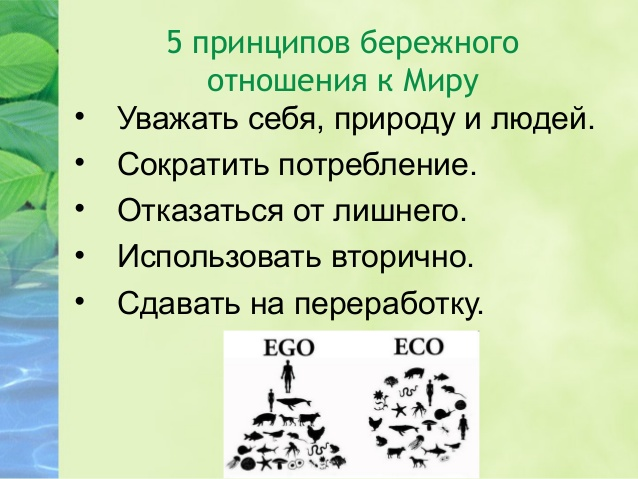 5 принципов бережного
отношения к Миру
• Уважать себя, природу и людей.
• Сократить потребление.
• Отказаться от лишнего.
• Использовать вторично.
• Сдавать на переработку.
EGO ECO